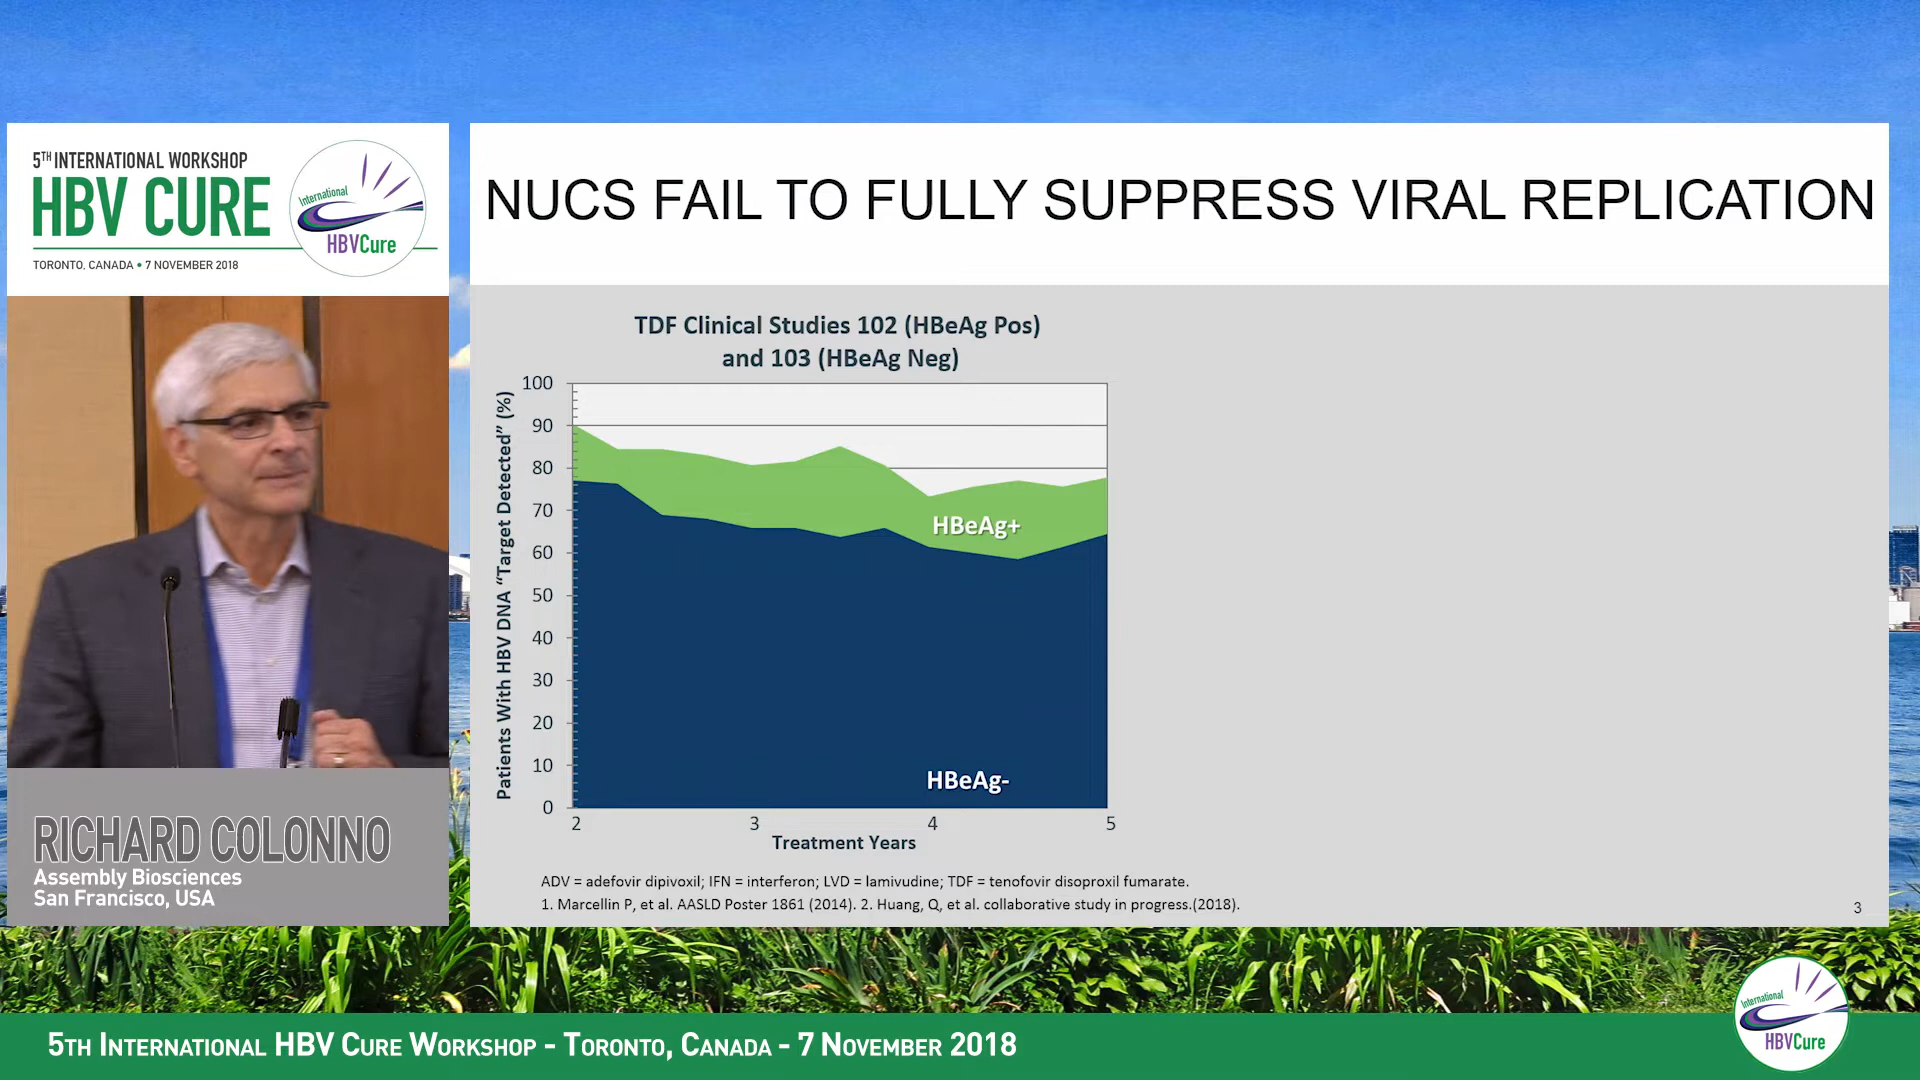 5TH INTERNATIONAL WORKSHOP
HBV CURE
TORONTO, CANADA • 7 NOVEMBER 2018
International
HBVCure
RICHARD COLONNO
Assembly Biosciences
San Francisco, USA
NUCS FAIL TO FULLY SUPPRESS VIRAL REPLICATION
TDF Clinical Studies 102 (HBeAg Pos)
and 103 (HBeAg Neg)
Patients With HBV DNA “Target Detected” (%)
100
90
80
70
60
50
40
30
20
10
0
HBeAg+
HBeAg-
2 3 4 5
Treatment Years
ADV = adefovir dipivoxil; IFN = interferon; LVD = lamivudine; TDF = tenofovir disoproxil fumarate.
1. Marcellin P, et al. AASLD Poster 1861 (2014). 2. Huang, Q, et al. collaborative study in progress.(2018).
3
5TH INTERNATIONAL HBV CURE WORKSHOP - TORONTO, CANADA - 7 NOVEMBER 2018
International
HBVCure